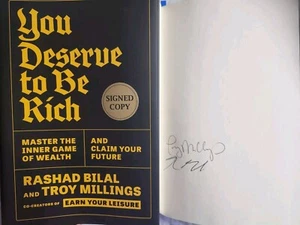 You
Deserve
to Be
Rich
SIGNED
COPY
MASTER THE
INNER GAME
OF WEALTH
AND
CLAIM YOUR
FUTURE
RASHAD BILAL
AND TROY MILLINGS
CO-CREATORS OF EARN YOUR LEISURE